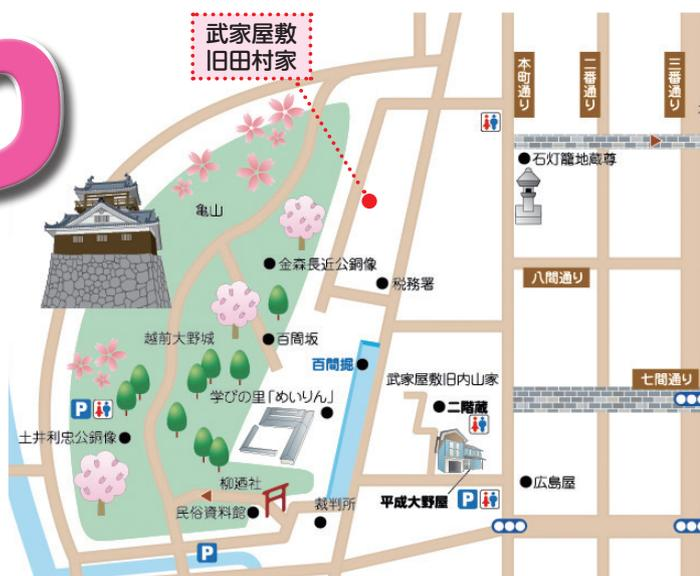 武家屋敷
旧田村家
本町通り
二番通り
三番通り
石灯籠地蔵尊
亀山
金森長近公銅像
税務署
八間通り
越前大野城
百間坂
百間堀
七間通り
武家屋敷旧内山家
学びの里「めいりん」
二階蔵
P
土井利忠公銅像
柳廼社
民俗資料館
裁判所
平成大野屋
P
広島屋
P